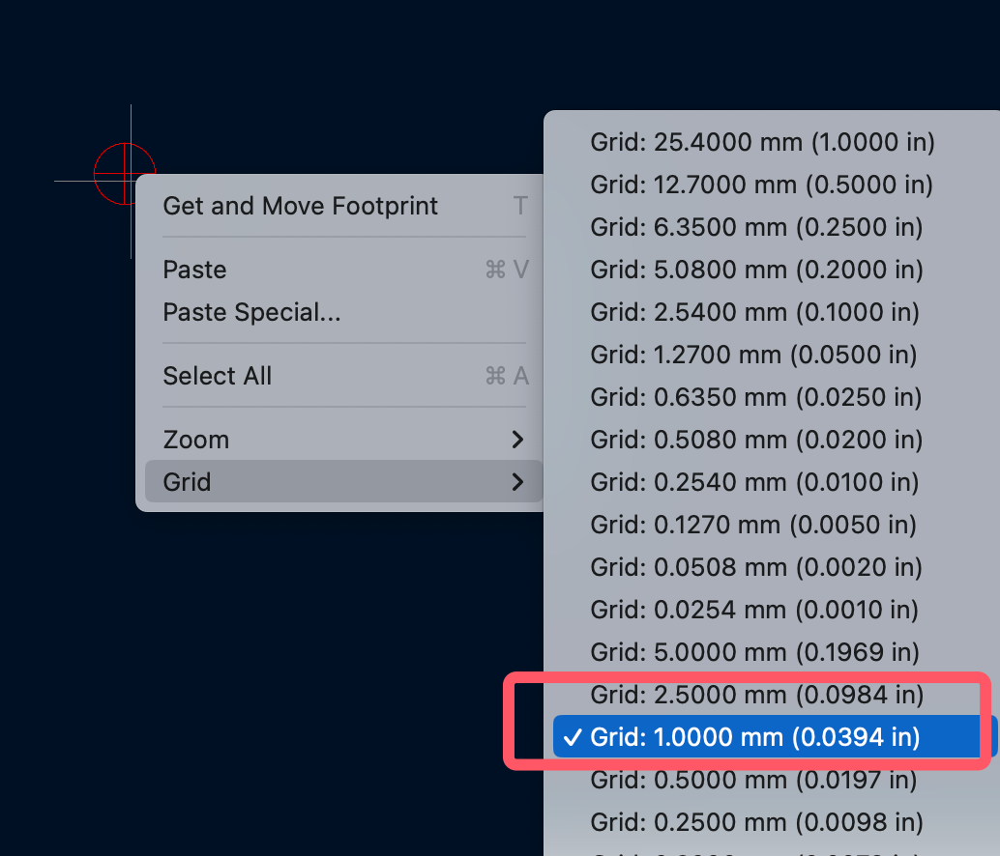 Get and Move Footprint T
Paste ⌘ V
Paste Special...
Select All ⌘ A
Zoom
Grid
Grid: 25.4000 mm (1.0000 in)
Grid: 12.7000 mm (0.5000 in)
Grid: 6.3500 mm (0.2500 in)
Grid: 5.0800 mm (0.2000 in)
Grid: 2.5400 mm (0.1000 in)
Grid: 1.2700 mm (0.0500 in)
Grid: 0.6350 mm (0.0250 in)
Grid: 0.5080 mm (0.0200 in)
Grid: 0.2540 mm (0.0100 in)
Grid: 0.1270 mm (0.0050 in)
Grid: 0.0508 mm (0.0020 in)
Grid: 0.0254 mm (0.0010 in)
Grid: 5.0000 mm (0.1969 in)
Grid: 2.5000 mm (0.0984 in)
✓ Grid: 1.0000 mm (0.0394 in)
Grid: 0.5000 mm (0.0197 in)
Grid: 0.2500 mm (0.0098 in)